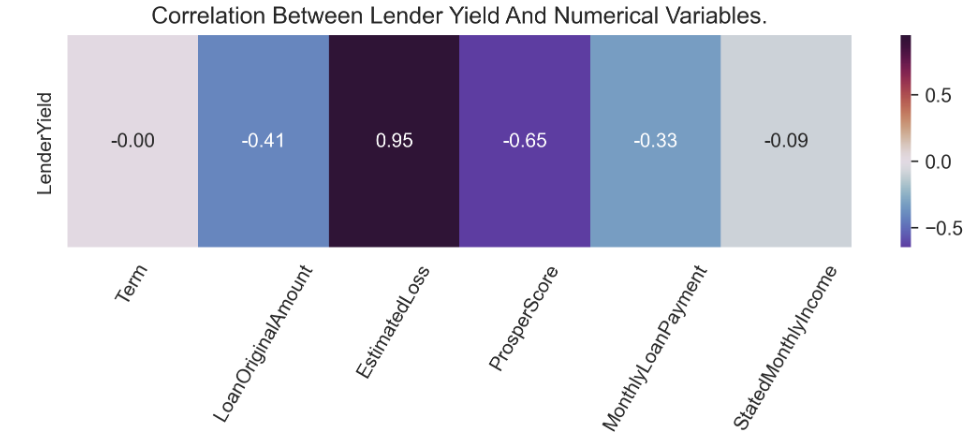 Correlation Between Lender Yield And Numerical Variables.
LenderYield
-0.00 -0.41 0.95 -0.65 -0.33 -0.09
0.5
0.0
−0.5
Term LoanOriginalAmount EstimatedLoss ProsperScore MonthlyLoanPayment StatedMonthlyIncome